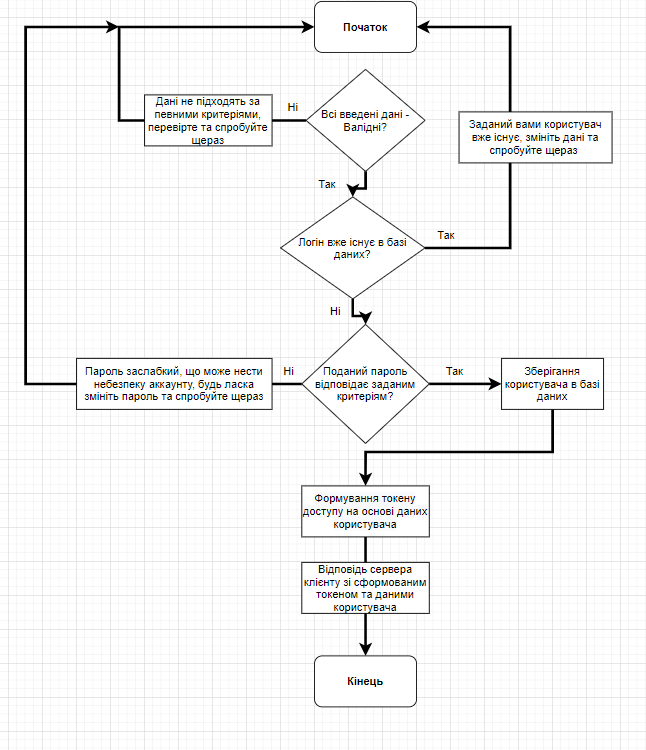 Початок
Дані не підходять за
певними критеріями,
перевірте та спробуйте
щераз
Ні
Всі введені дані -
Валідні?
Заданий вами користувач
вже існує, змініть дані та
спробуйте щераз
Так
Логін вже існує в базі
даних?
Так
Ні
Пароль заслабкий, що може нести
небезпеку аккаунту, будь ласка
змініть пароль та спробуйте щераз
Ні
Поданий пароль
відповідає заданим
критеріям?
Так
Зберігання
користувача в базі
даних
Формування токену
доступу на основі даних
користувача
Відповідь сервера
клієнту зі сформованим
токеном та даними
користувача
Кінець